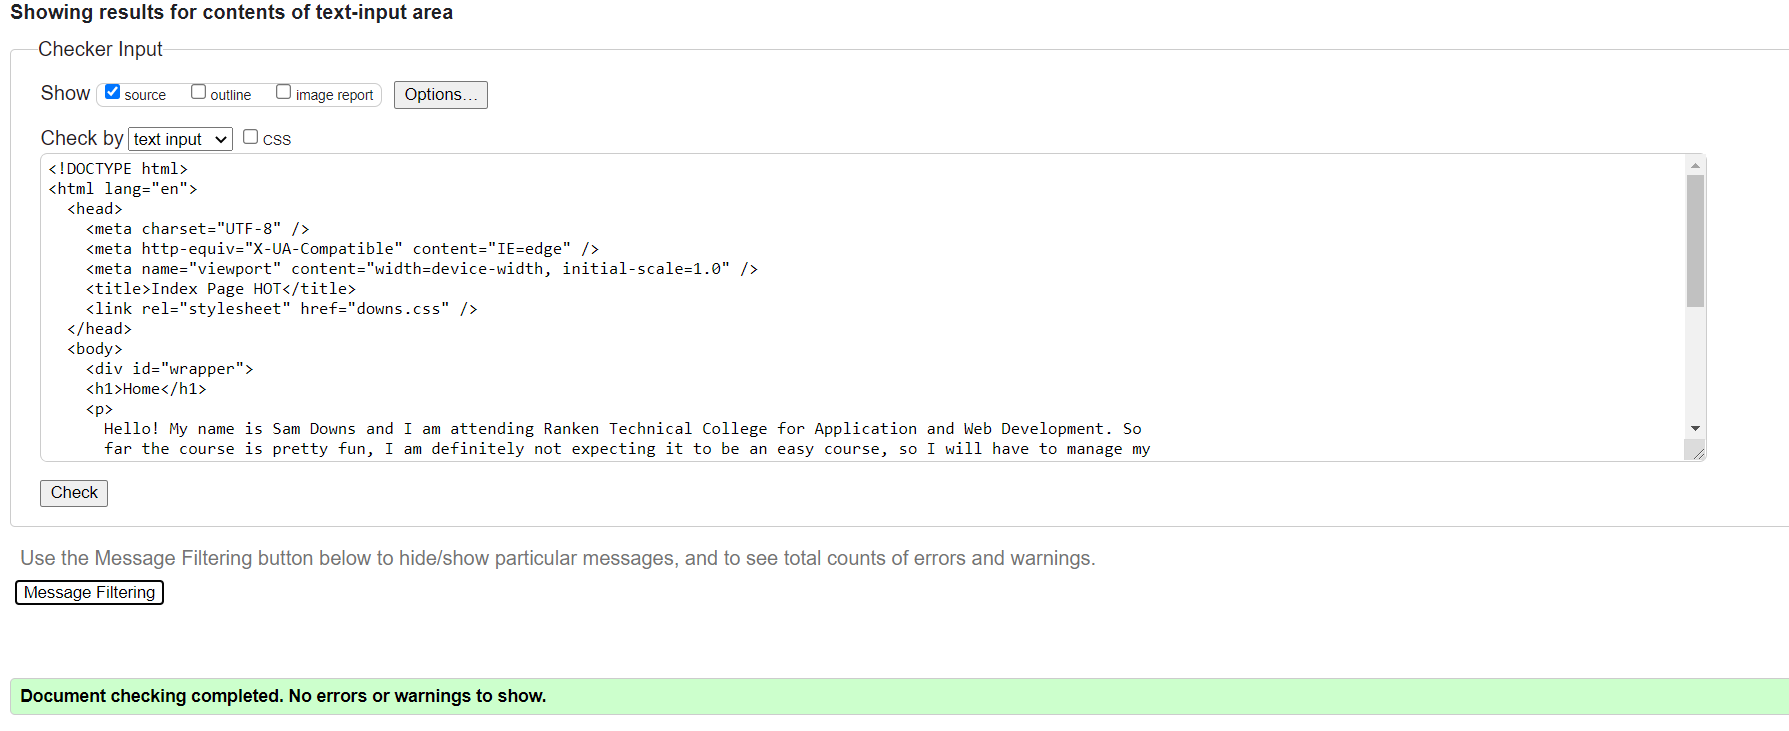 Showing results for contents of text-input area
Checker Input
Show source outline image report Options...
Check by text input CSS
<!DOCTYPE html>
<html lang="en">
<head>
<meta charset="UTF-8" />
<meta http-equiv="X-UA-Compatible" content="IE=edge" />
<meta name="viewport" content="width=device-width, initial-scale=1.0" />
<title>Index Page HOT</title>
<link rel="stylesheet" href="downs.css" />
</head>
<body>
<div id="wrapper">
<h1>Home</h1>
<p>
Hello! My name is Sam Downs and I am attending Ranken Technical College for Application and Web Development. So
far the course is pretty fun, I am definitely not expecting it to be an easy course, so I will have to manage my
Check
Use the Message Filtering button below to hide/show particular messages, and to see total counts of errors and warnings.
Message Filtering
Document checking completed. No errors or warnings to show.